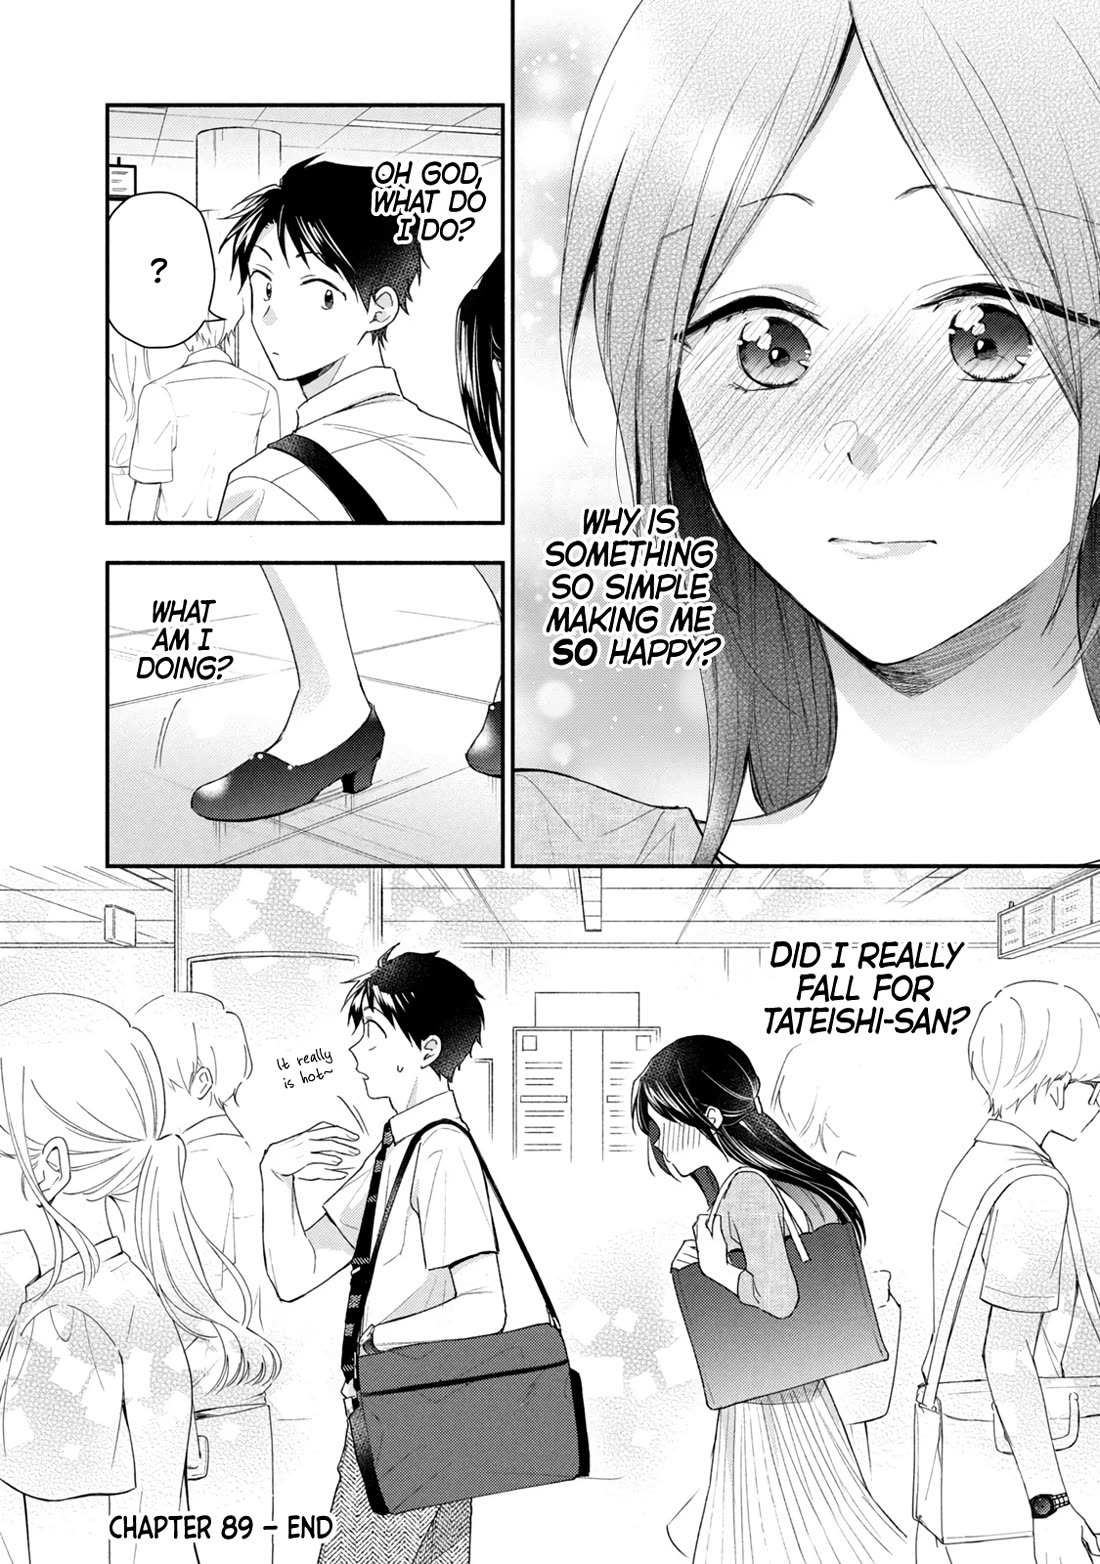 WHY IS
SOMETHING
SO SIMPLE
MAKING ME
SO HAPPY?
OH GOD,
WHAT DO
I DO?
?
WHAT
AM I
DOING?
DID I REALLY
FALL FOR
TATEISHI-SAN?
It really
is hot~
CHAPTER 89 – END